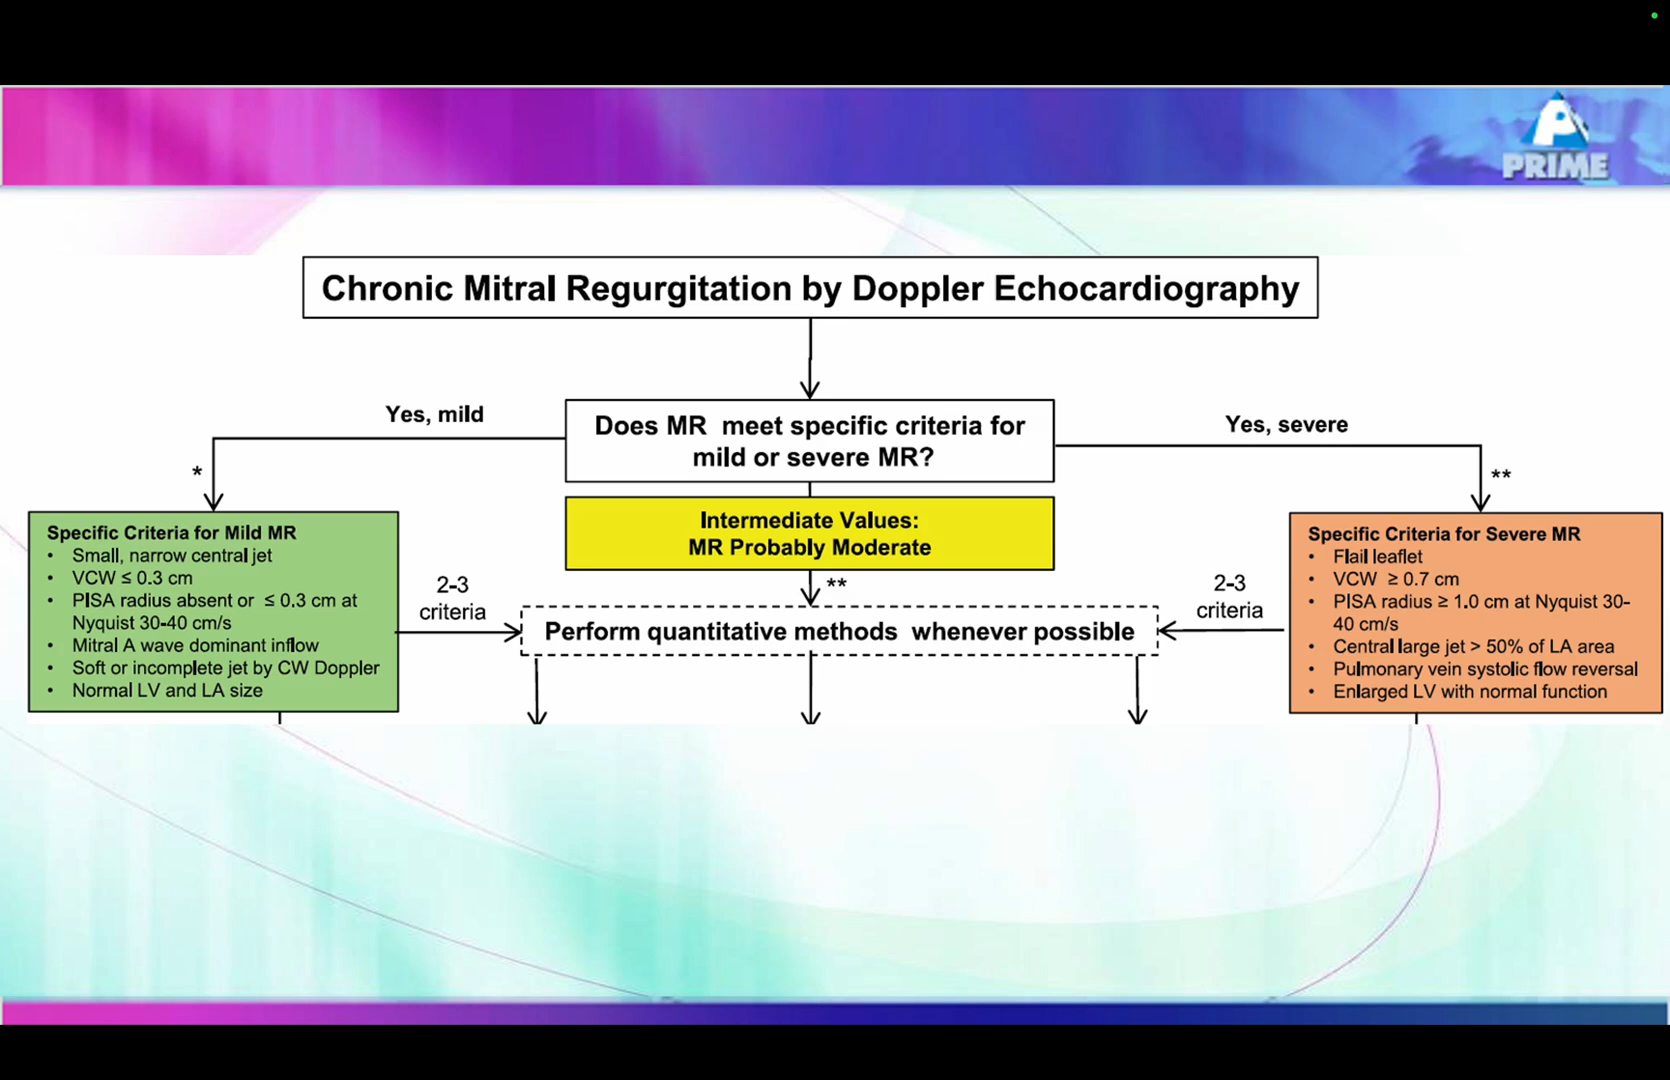 PRIME
Chronic Mitral Regurgitation by Doppler Echocardiography
Yes, mild
Does MR meet specific criteria for
mild or severe MR?
Yes, severe
*
**
Intermediate Values:
MR Probably Moderate
**
Specific Criteria for Mild MR
• Small, narrow central jet
• VCW ≤ 0.3 cm
• PISA radius absent or ≤ 0.3 cm at
Nyquist 30-40 cm/s
• Mitral A wave dominant inflow
• Soft or incomplete jet by CW Doppler
• Normal LV and LA size
2-3
criteria
Perform quantitative methods whenever possible
2-3
criteria
Specific Criteria for Severe MR
• Flail leaflet
• VCW ≥ 0.7 cm
• PISA radius ≥ 1.0 cm at Nyquist 30-
40 cm/s
• Central large jet > 50% of LA area
• Pulmonary vein systolic flow reversal
• Enlarged LV with normal function